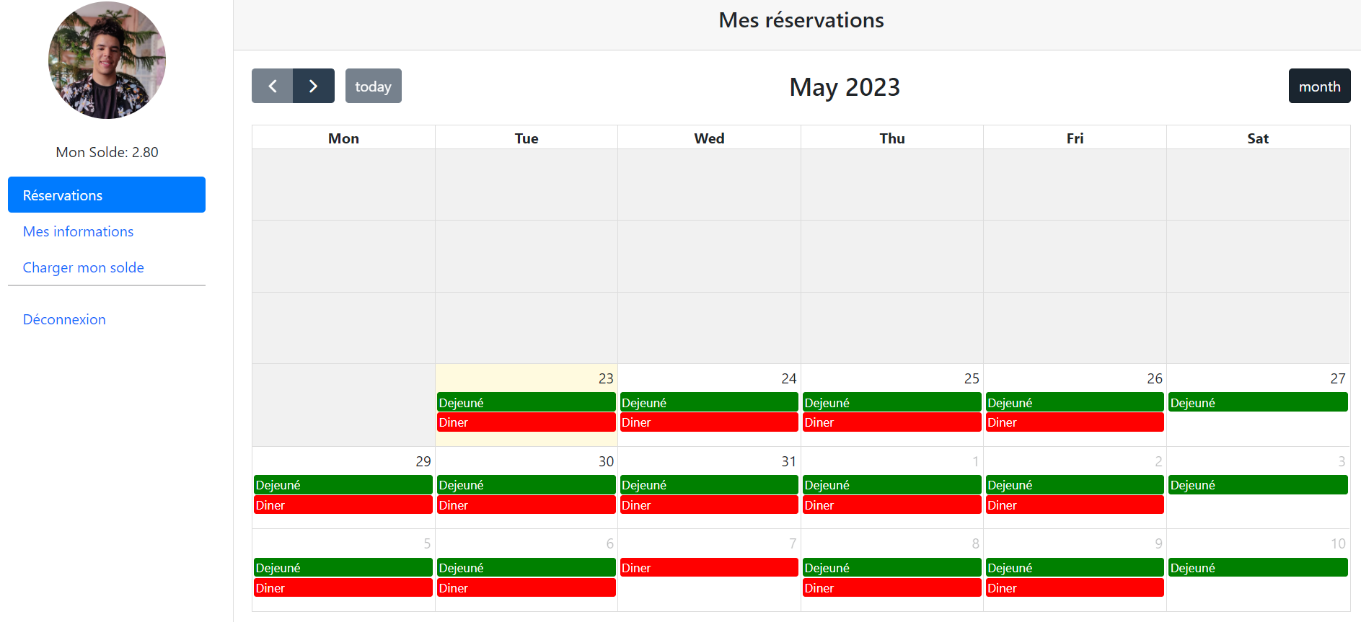 Mes réservations
Mon Solde: 2.80
Réservations
Mes informations
Charger mon solde
Déconnexion
today
May 2023
month
Mon Tue Wed Thu Fri Sat
23 24 25 26 27
Dejeuné Dejeuné Dejeuné Dejeuné Dejeuné
Diner Diner Diner Diner
29 30 31 1 2 3
Dejeuné Dejeuné Dejeuné Dejeuné Dejeuné Dejeuné
Diner Diner Diner Diner Diner
5 6 7 8 9 10
Dejeuné Dejeuné Diner Dejeuné Dejeuné Dejeuné
Diner Diner Diner Diner